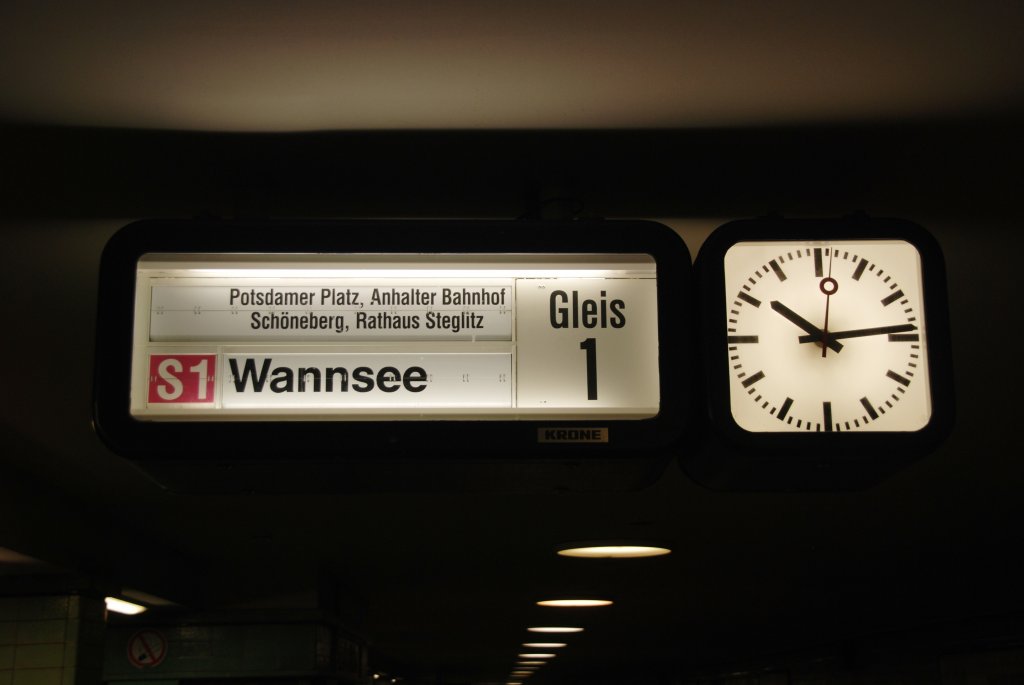 Potsdamer Platz, Anhalter Bahnhof
Schöneberg, Rathaus Steglitz
S1 Wannsee
Gleis
1
KRONE